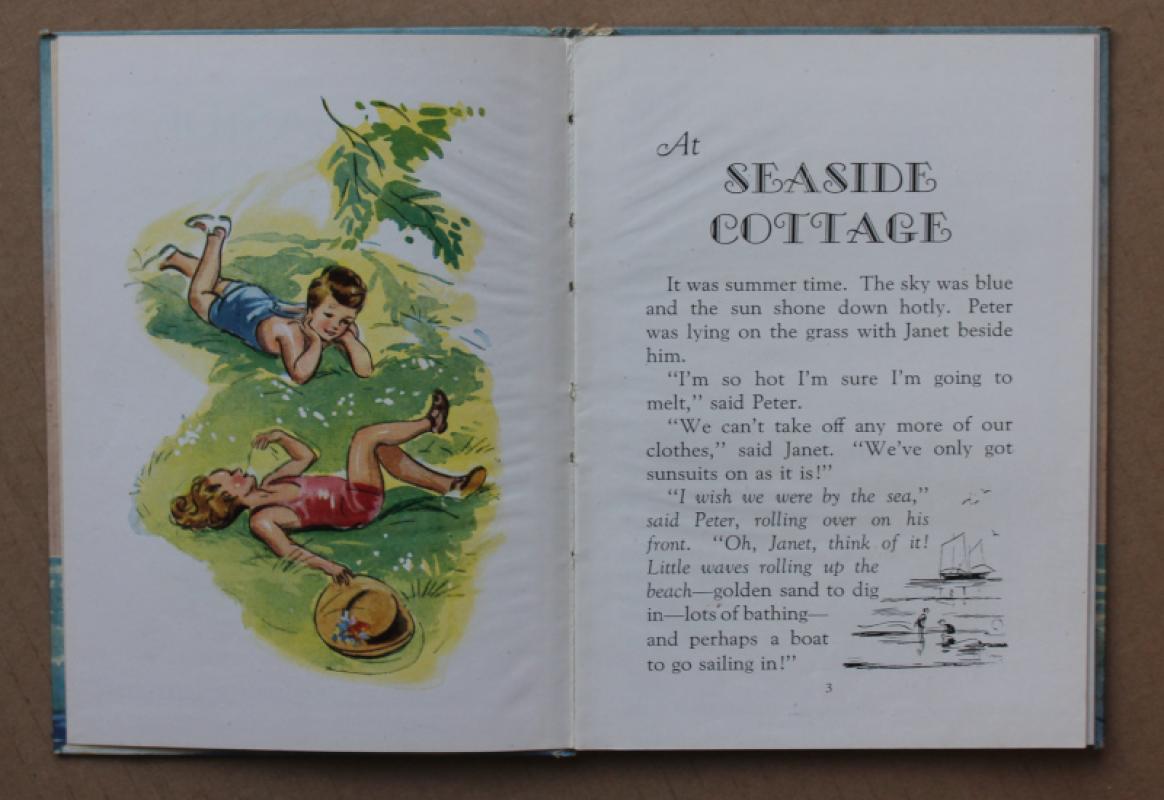 At
SEASIDE
COTTAGE
It was summer time. The sky was blue
and the sun shone down hotly. Peter
was lying on the grass with Janet beside
him.
“I'm so hot I'm sure I'm going to
melt,” said Peter.
“We can't take off any more of our
clothes,” said Janet. “We've only got
sunsuits on as it is!”
“I wish we were by the sea,”
said Peter, rolling over on his
front. “Oh, Janet, think of it!
Little waves rolling up the
beach—golden sand to dig
in—lots of bathing—
and perhaps a boat
to go sailing in!”
3